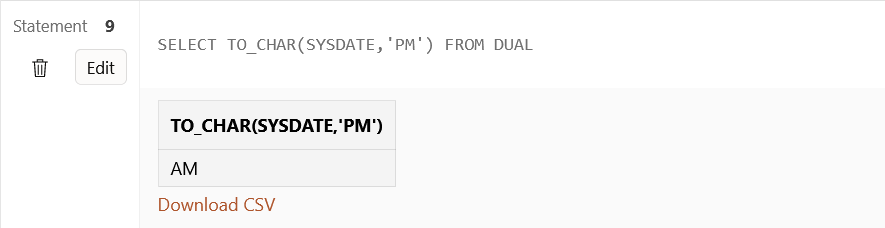 Statement 9
Edit
SELECT TO_CHAR(SYSDATE,'PM') FROM DUAL
TO_CHAR(SYSDATE,'PM')
AM
Download CSV